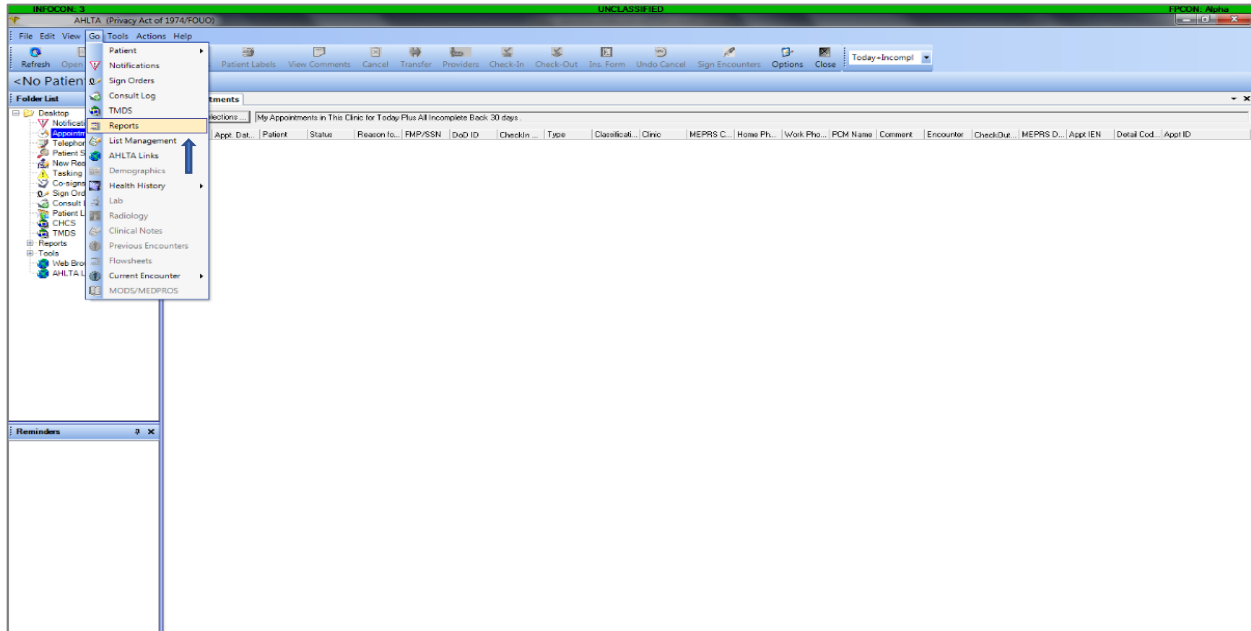 INFOCON: 3 UNCLASSIFIED FPCON: Alpha
AHLTA (Privacy Act of 1974/FOUO)
File Edit View Go Tools Actions Help
Refresh Open Patient Labels View Comments Cancel Transfer Providers Check-In Check-Out Ins. Form Undo Cancel Sign Encounters Options Close Today+Incompl
<No Patien
Patient
Notifications
Sign Orders
Consult Log
TMDS
Reports
List Management
AHLTA Links
Demographics
Health History
Lab
Radiology
Clinical Notes
Previous Encounters
Flowsheets
Current Encounter
MODS/MEDPROS
Folder List
Desktop
Notificati
Appointm
Telephon
Patient S
New Res
Tasking
Co-signs
Sign Ord
Consult L
Patient L
CHCS
TMDS
Reports
Tools
Web Bro
AHLTA L
Reminders
tments
lections ... My Appointments in This Clinic for Today Plus All Incomplete Back 30 days .
Appt. Dat... Patient Status Reason fo... FMP/SSN DoD ID CheckIn ... Type Classificati... Clinic MEPRS C... Home Ph... Work Pho... PCM Name Comment Encounter CheckOut... MEPRS D... Appt IEN Detail Cod... Appt ID